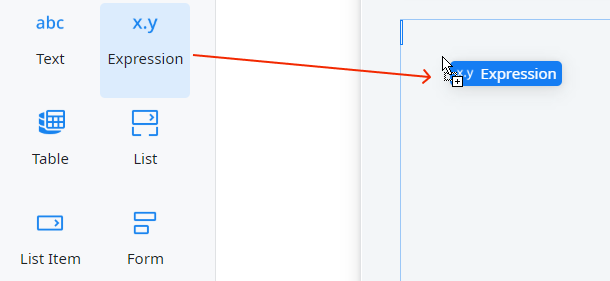 abc
x.y
Text
Expression
x.y Expression
Table
List
List Item
Form